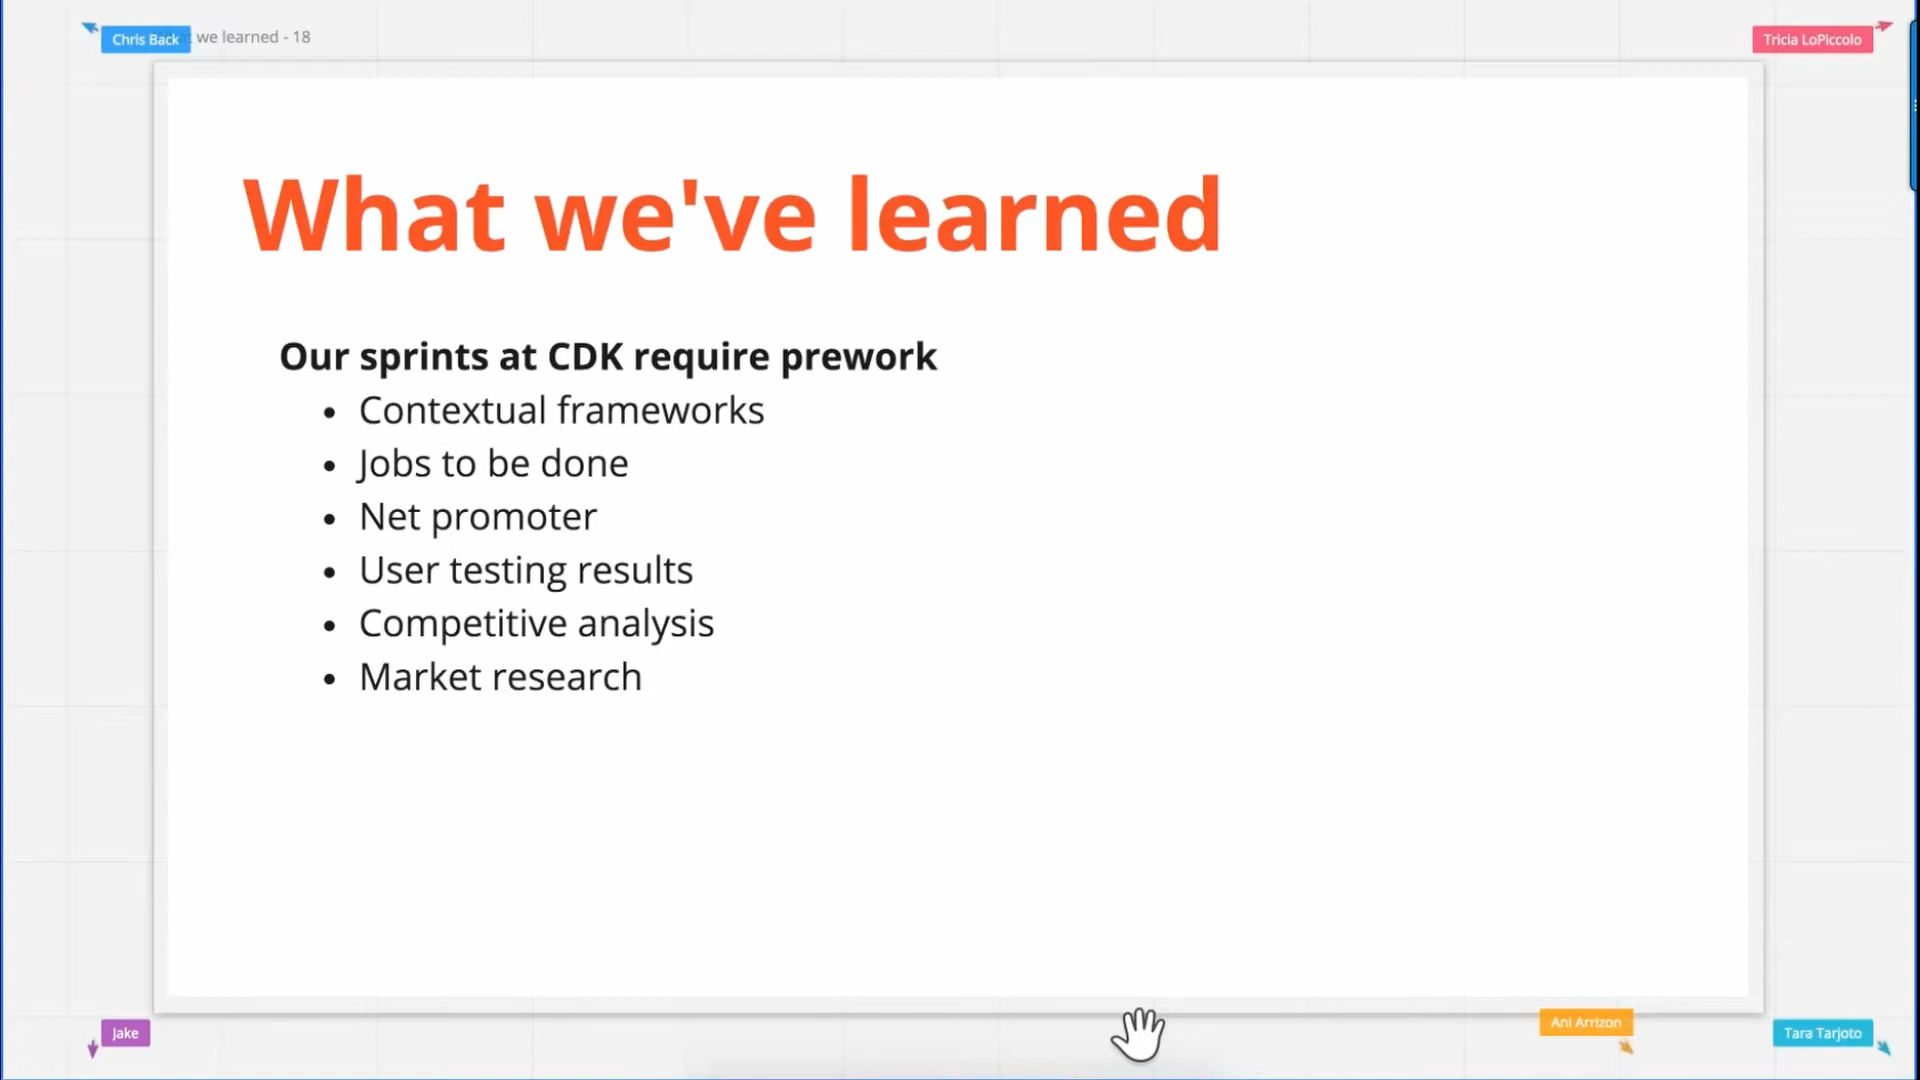 Chris Back
we learned - 18
Tricia LoPiccolo
What we've learned
Our sprints at CDK require prework
• Contextual frameworks
• Jobs to be done
• Net promoter
• User testing results
• Competitive analysis
• Market research
Jake
Ani Arrizon
Tara Tarjoto